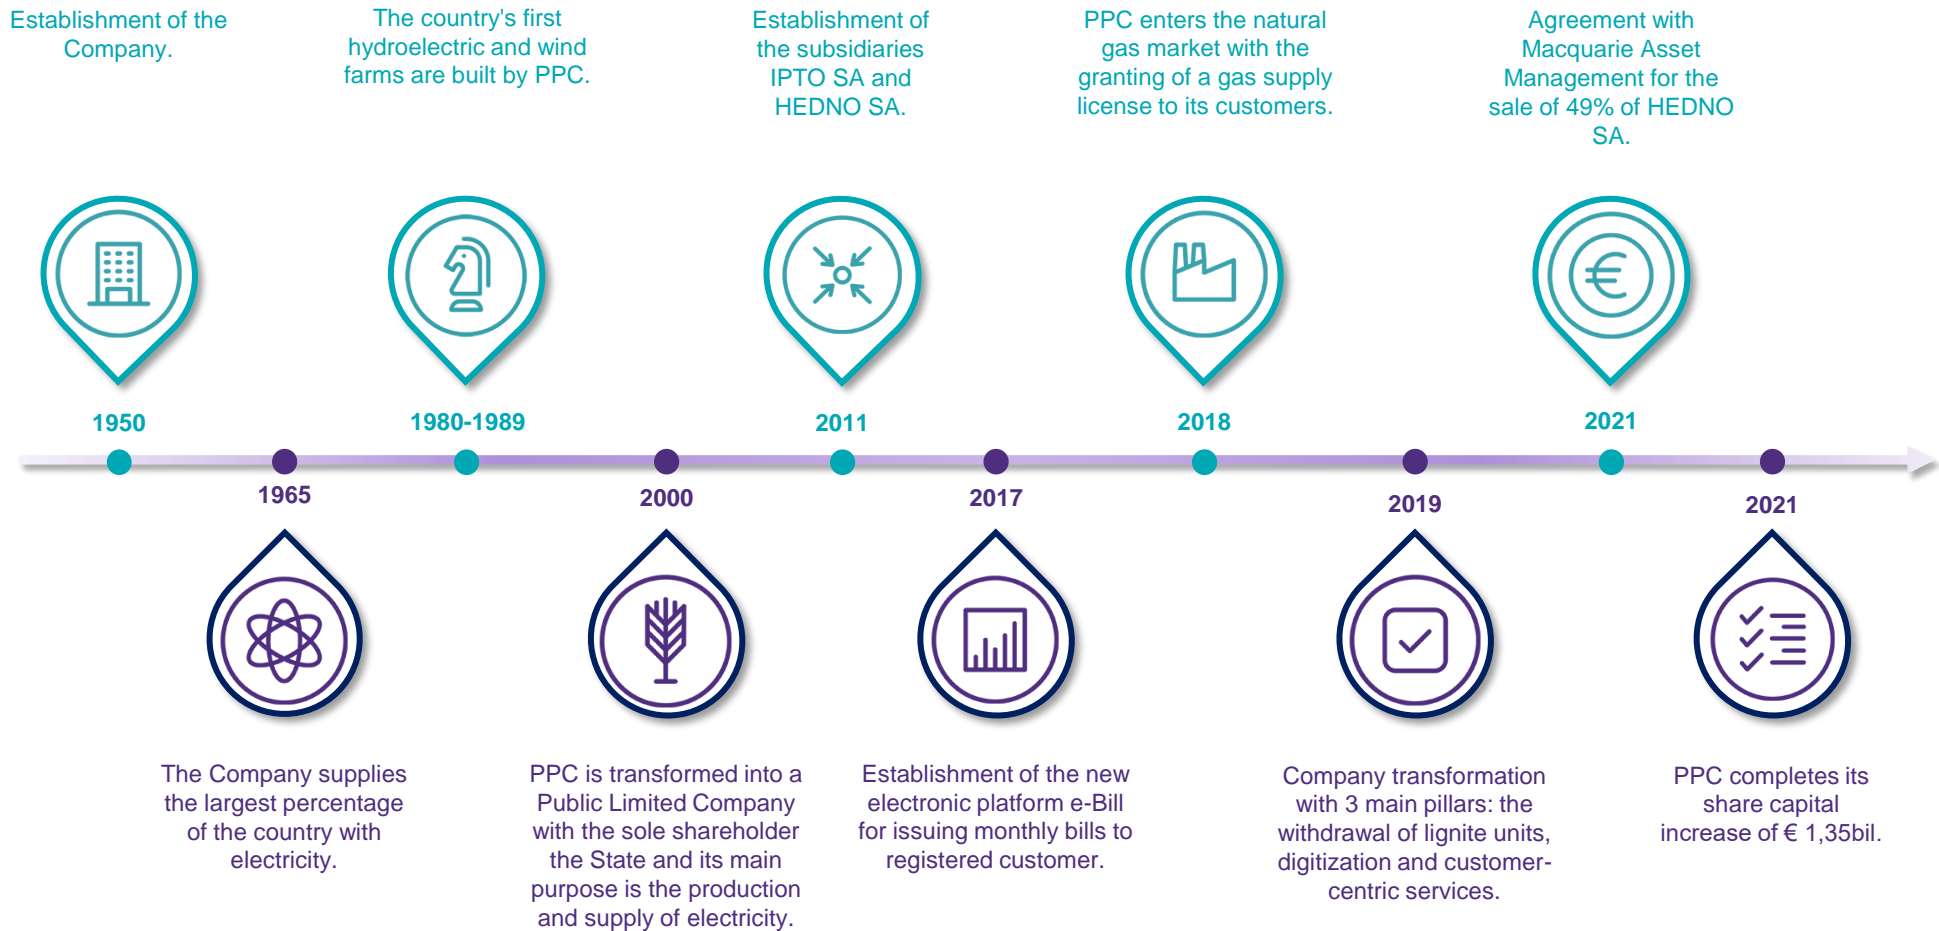 Establishment of the
Company.
The country's first
hydroelectric and wind
farms are built by PPC.
Establishment of
the subsidiaries
IPTO SA and
HEDNO SA.
PPC enters the natural
gas market with the
granting of a gas supply
license to its customers.
Agreement with
Macquarie Asset
Management for the
sale of 49% of HEDNO
SA.
1950
1980-1989
2011
2018
2021
1965
2000
2017
2019
2021
The Company supplies
the largest percentage
of the country with
electricity.
PPC is transformed into a
Public Limited Company
with the sole shareholder
the State and its main
purpose is the production
and supply of electricity.
Establishment of the new
electronic platform e-Bill
for issuing monthly bills to
registered customer.
Company transformation
with 3 main pillars: the
withdrawal of lignite units,
digitization and customer-
centric services.
PPC completes its
share capital
increase of € 1,35bil.